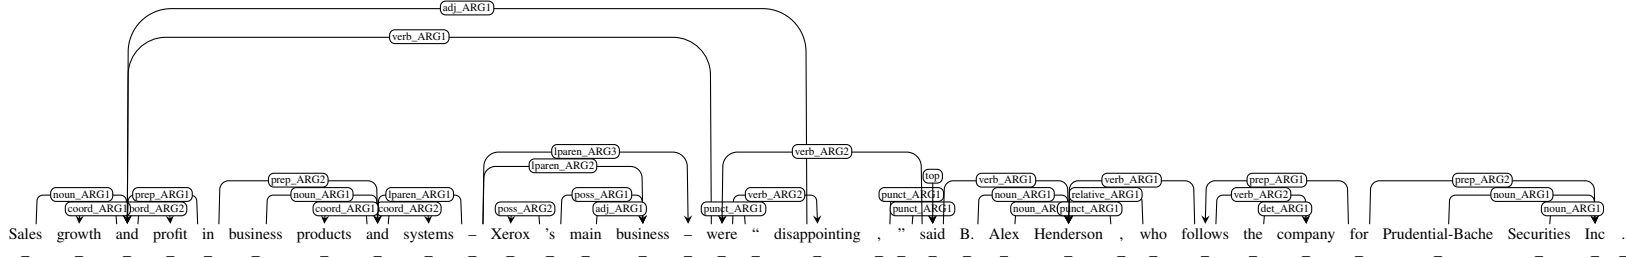 adj_ARG1
verb_ARG1
lparen_ARG3 verb_ARG2
lparen_ARG2
top
prep_ARG2 verb_ARG1 verb_ARG1 prep_ARG1 prep_ARG2
noun_ARG1 prep_ARG1 noun_ARG1 lparen_ARG1 poss_ARG1 verb_ARG2 punct_ARG1 noun_ARG1 relative_ARG1 verb_ARG2 noun_ARG1
coord_ARG1 oord_ARG2 coord_ARG1 coord_ARG2 poss_ARG2 adj_ARG1 punct_ARG1 punct_ARG1 noun_AR punct_ARG1 det_ARG1 noun_ARG1
Sales growth and profit in business products and systems – Xerox 's main business – were “ disappointing , ” said B. Alex Henderson , who follows the company for Prudential-Bache Securities Inc .
_ _ _ _ _ _ _ _ _ _ _ _ _ _ _ _ _ _ _ _ _ _ _ _ _ _ _ _ _ _ _ _ _ _